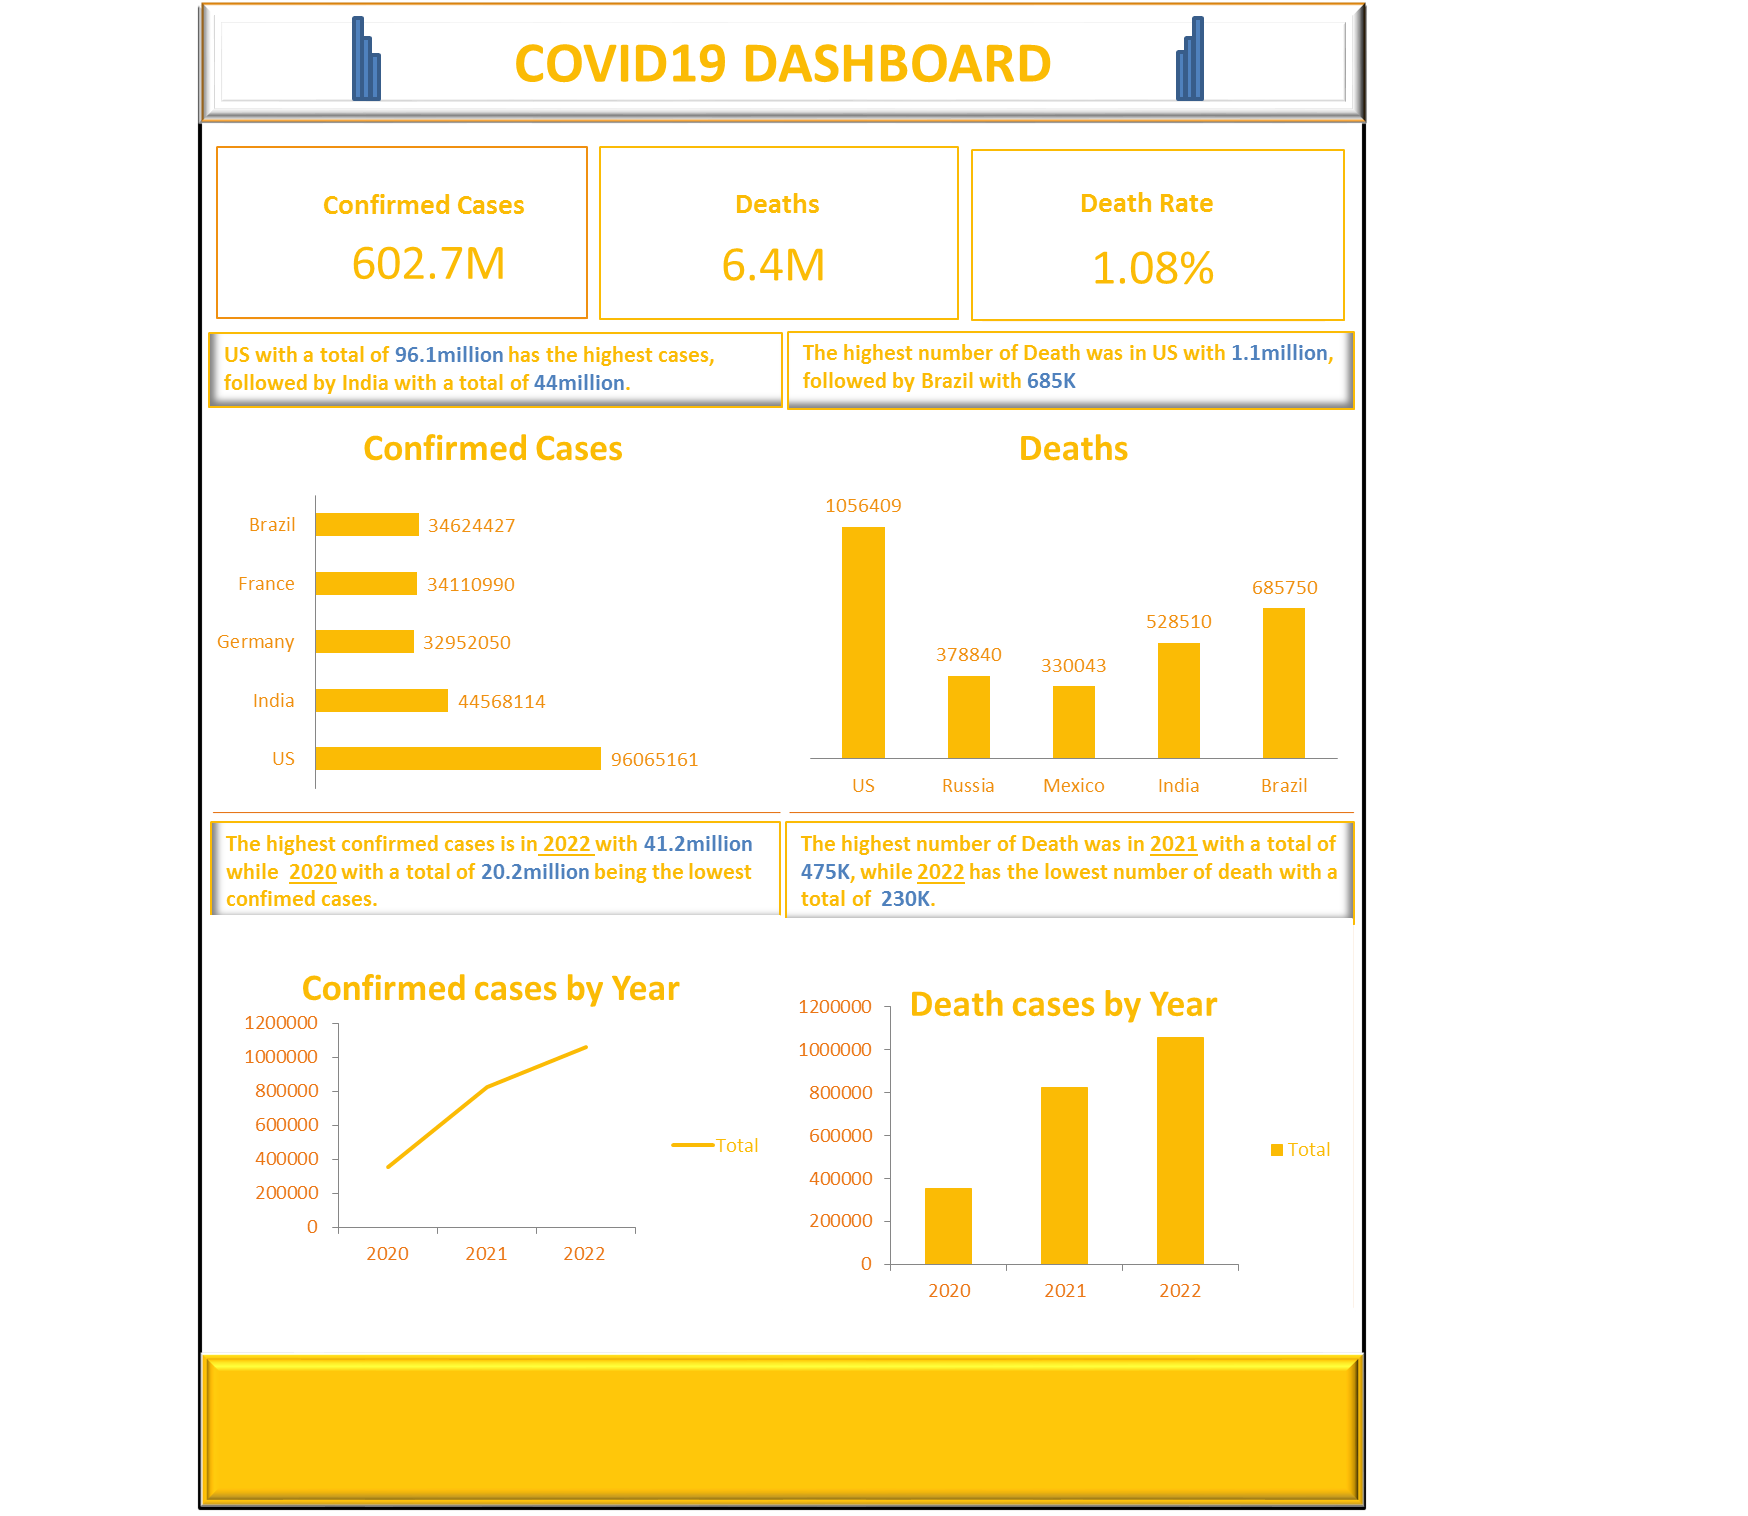 COVID19 DASHBOARD
Confirmed Cases
602.7M
Deaths
6.4M
Death Rate
1.08%
US with a total of 96.1million has the highest cases,
followed by India with a total of 44million.
The highest number of Death was in US with 1.1million,
followed by Brazil with 685K
Confirmed Cases
Brazil 34624427
France 34110990
Germany 32952050
India 44568114
US 96065161
Deaths
1056409
378840
330043
528510
685750
US Russia Mexico India Brazil
The highest confirmed cases is in 2022 with 41.2million
while 2020 with a total of 20.2million being the lowest
confimed cases.
The highest number of Death was in 2021 with a total of
475K, while 2022 has the lowest number of death with a
total of 230K.
Confirmed cases by Year
1200000
1000000
800000
600000
400000
200000
0
2020 2021 2022
Total
Death cases by Year
1200000
1000000
800000
600000
400000
200000
0
2020 2021 2022
Total